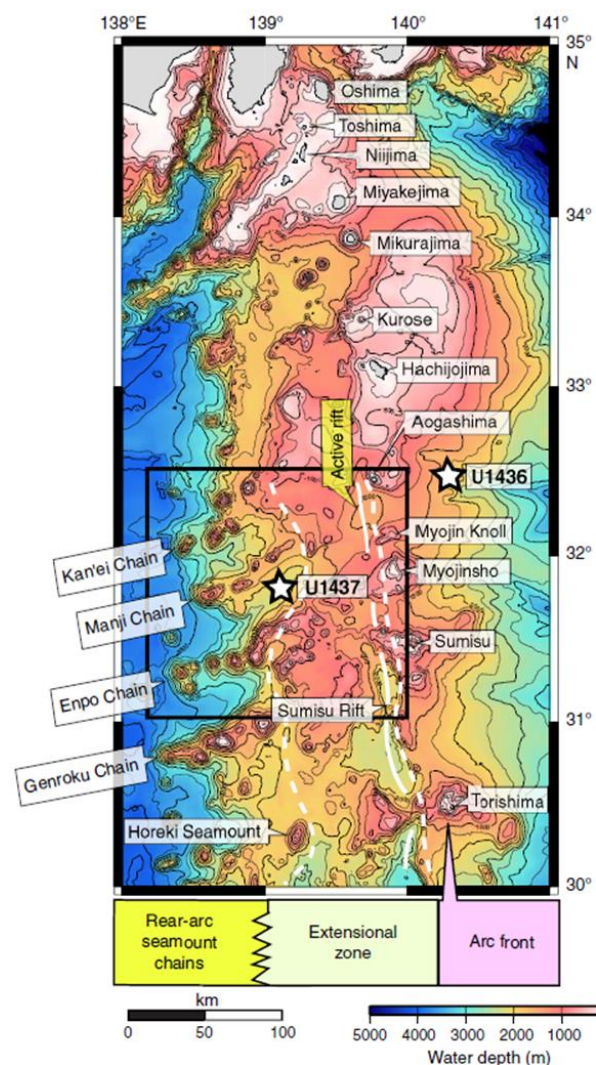 138°E
139°
140°
141°
35°
N
Oshima
Toshima
Niijima
Miyakejima
34°
Mikurajima
Kurose
Hachijojima
33°
Active rift
Aogashima
U1436
Myojin Knoll
Kan'ei Chain
32°
Myojinsho
U1437
Manji Chain
Sumisu
Enpo Chain
Sumisu Rift
31°
Genroku Chain
Torishima
Horeki Seamount
30°
Rear-arc
seamount
chains
Extensional
zone
Arc front
km
0 50 100
5000 4000 3000 2000 1000
Water depth (m)